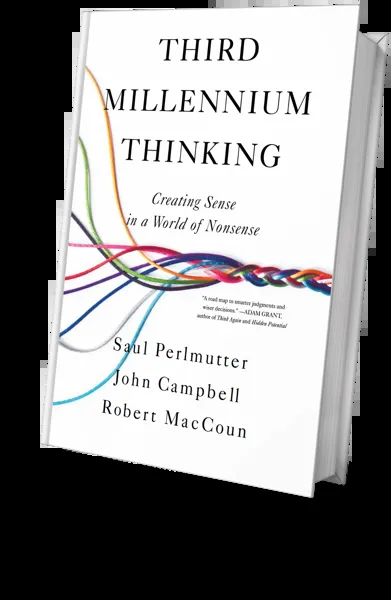 THIRD
MILLENNIUM
THINKING
Creating Sense
in a World of Nonsense
"A road map to smarter judgments and
wiser decisions." —ADAM GRANT,
author of Think Again and Hidden Potential
Saul Perlmutter
John Campbell
Robert MacCoun